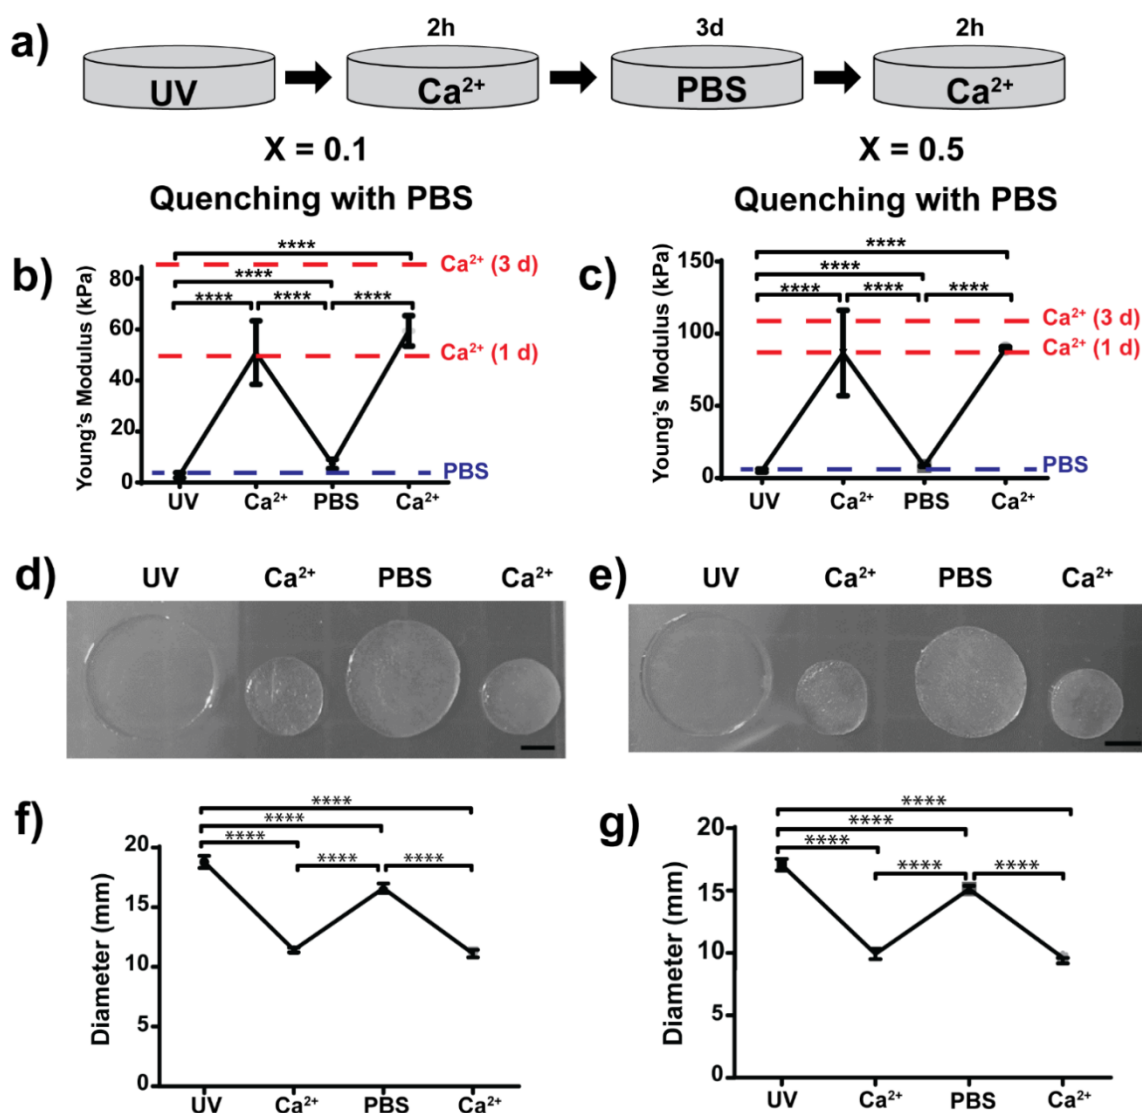 a)
2h 3d 2h
UV Ca²⁺ PBS Ca²⁺
X = 0.1
Quenching with PBS
X = 0.5
Quenching with PBS
b)
Young's Modulus (kPa)
80
60
40
20
0
****
****
**** **** ****
Ca²⁺ (3 d)
Ca²⁺ (1 d)
PBS
UV Ca²⁺ PBS Ca²⁺
c)
Young's Modulus (kPa)
150
100
50
0
****
****
**** **** ****
Ca²⁺ (3 d)
Ca²⁺ (1 d)
PBS
UV Ca²⁺ PBS Ca²⁺
d)
UV Ca²⁺ PBS Ca²⁺
e)
UV Ca²⁺ PBS Ca²⁺
f)
Diameter (mm)
20
15
10
5
0
****
****
****
**** ****
UV Ca²⁺ PBS Ca²⁺
g)
Diameter (mm)
20
15
10
5
0
****
****
****
**** ****
UV Ca²⁺ PBS Ca²⁺